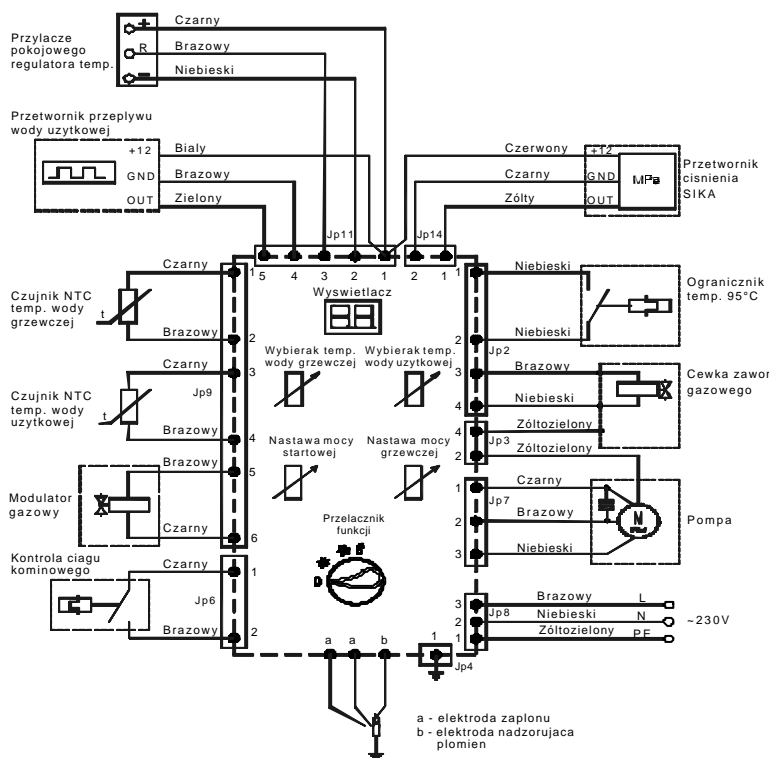 Czarny
+
Przylacze
pokojowego
regulatora temp.
R
Brazowy
-
Niebieski
Przetwornik przeplywu
wody uzytkowej
+12
Bialy
GND
Brazowy
OUT
Zielony
Czerwony
+12
Czarny
GND
MPa
Zólty
OUT
Przetwornik
cisnienia
SIKA
Jp11
Jp14
5 4 3 2 1 2 1
Czarny
1
Czujnik NTC
temp. wody
grzewczej
t
Brazowy
2
Czarny
3
Czujnik NTC
temp. wody
uzytkowej
t
Jp9
Brazowy
4
Brazowy
5
Modulator
gazowy
Czarny
6
Kontrola ciagu
kominowego
Czarny
1
Jp6
Brazowy
2
Wyswietlacz
Wybierak temp.
wody grzewczej
Wybierak temp.
wody uzytkowej
Nastawa mocy
startowej
Nastawa mocy
grzewczej
Przelacznik
funkcji
1
Niebieski
Ogranicznik
temp. 95°C
2
Niebieski
Jp2
3
Brazowy
Cewka zawor
gazowego
4
Niebieski
4
Zóltozielony
Jp3
2
Zóltozielony
1
Czarny
Jp7
2
Brazowy
M
Pompa
3
Niebieski
3
Brazowy
L
Jp8
2
Niebieski
N
~230V
1
Zóltozielony
PE
a a b
1
Jp4
a - elektroda zaplonu
b - elektroda nadzorujaca
plomien